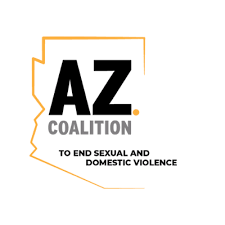 AZ.
COALITION
TO END SEXUAL AND
DOMESTIC VIOLENCE